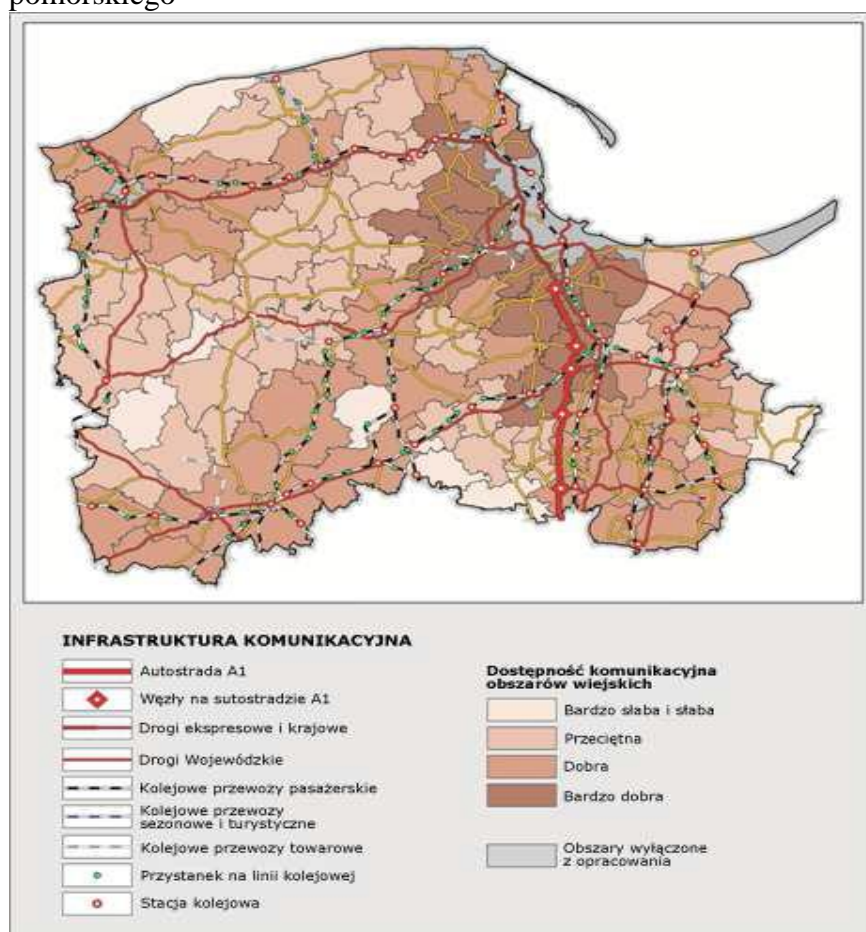 pomorskiego
INFRASTRUKTURA KOMUNIKACYJNA
Autostrada A1
Węzły na sutostradzie A1
Drogi ekspresowe i krajowe
Drogi Wojewódzkie
Kolejowe przewozy pasażerskie
Kolejowe przewozy
sezonowe i turystyczne
Kolejowe przewozy towarowe
Przystanek na linii kolejowej
Stacja kolejowa
Dostępność komunikacyjna
obszarów wiejskich
Bardzo słaba i słaba
Przeciętna
Dobra
Bardzo dobra
Obszary wyłączone
z opracowania